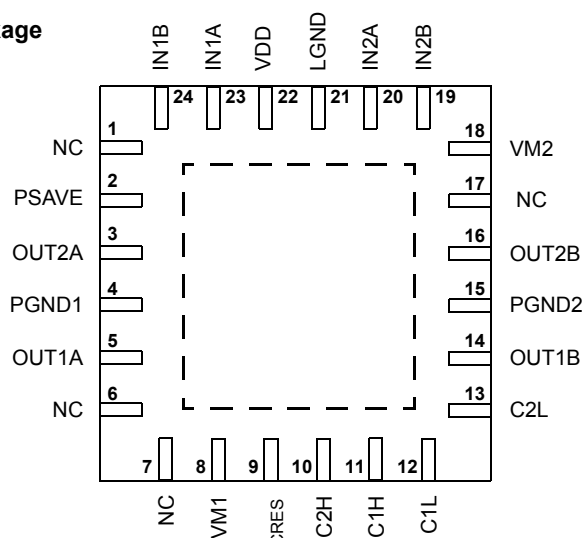 IN1B IN1A VDD LGND IN2A IN2B
24 23 22 21 20 19
1 NC
2 PSAVE
3 OUT2A
4 PGND1
5 OUT1A
6 NC
18 VM2
17 NC
16 OUT2B
15 PGND2
14 OUT1B
13 C2L
7 8 9 10 11 12
NC VM1 CRES C2H C1H C1L